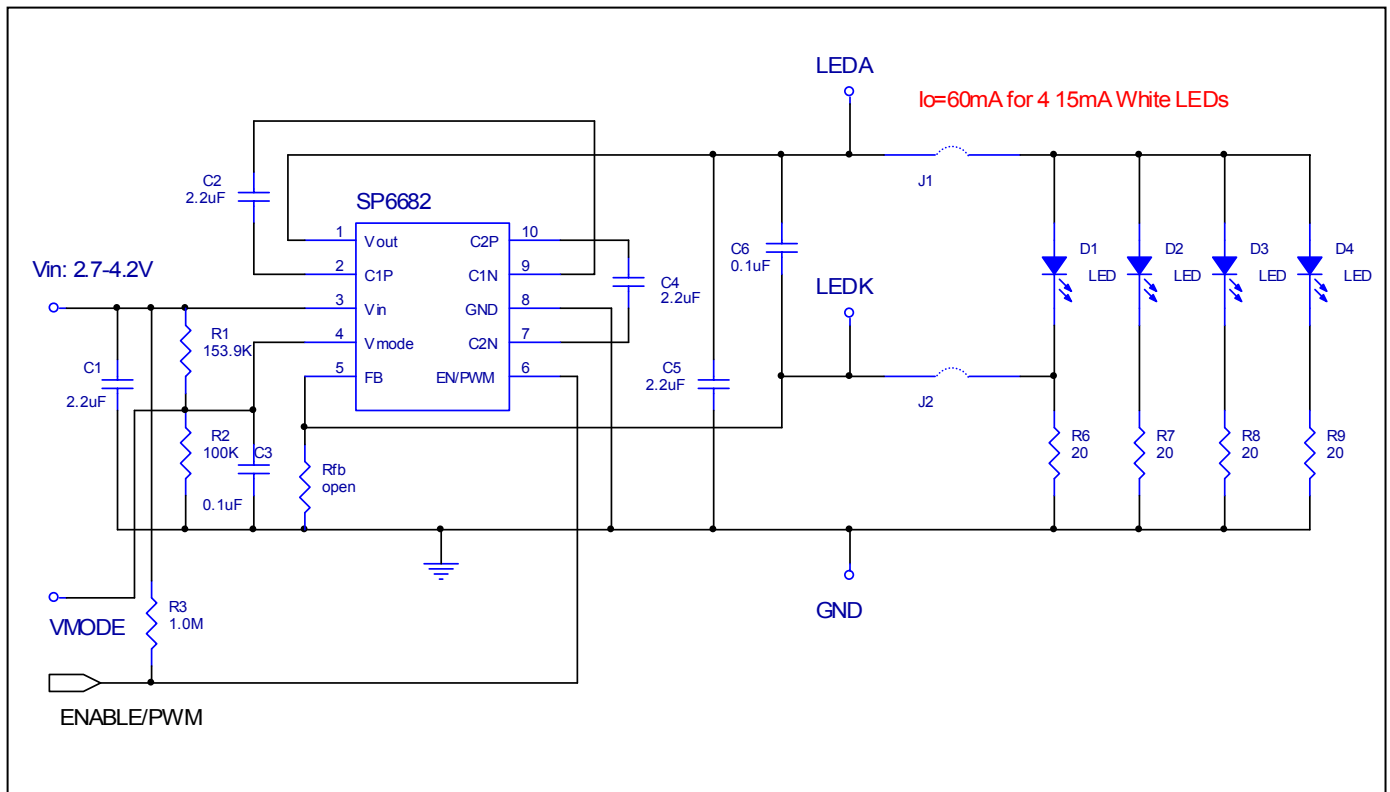 LEDA
Io=60mA for 4 15mA White LEDs
C2
2.2uF
SP6682
J1
1
Vout
C2P
10
2
C1P
C1N
9
3
Vin
GND
8
4
Vmode
C2N
7
5
FB
EN/PWM
6
Vin: 2.7-4.2V
C6
0.1uF
C4
2.2uF
D1
LED
D2
LED
D3
LED
D4
LED
LEDK
R1
153.9K
C1
2.2uF
C5
2.2uF
J2
R2
100K
C3
0.1uF
Rfb
open
R6
20
R7
20
R8
20
R9
20
VMODE
R3
1.0M
GND
ENABLE/PWM